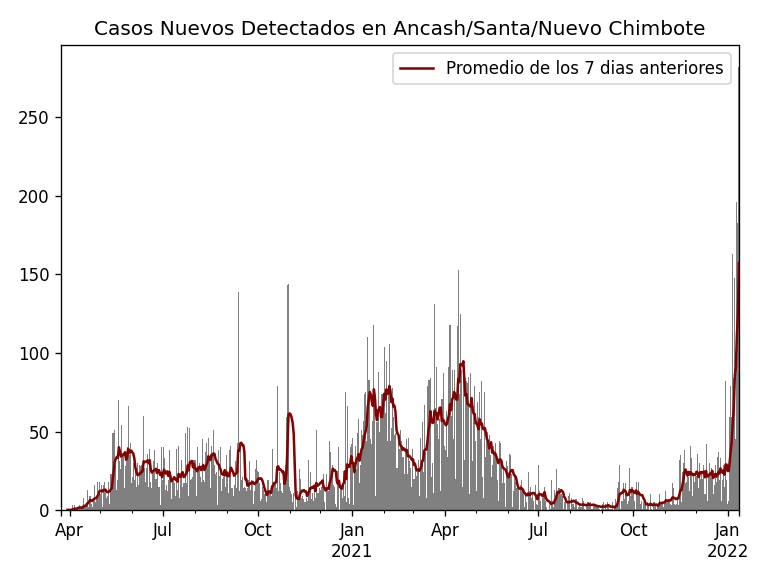 Casos Nuevos Detectados en Ancash/Santa/Nuevo Chimbote
Promedio de los 7 dias anteriores
250
200
150
100
50
0
Apr Jul Oct Jan Apr Jul Oct Jan
2021 2022